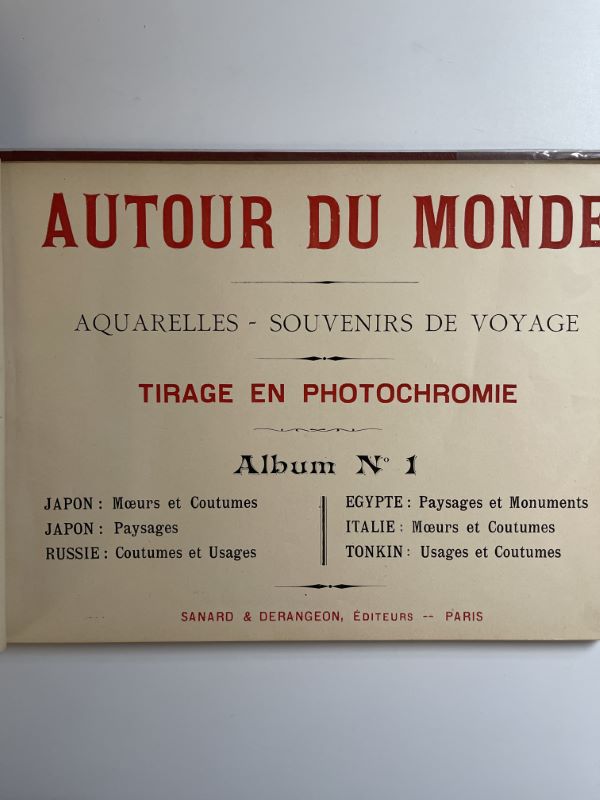 AUTOUR DU MONDE
AQUARELLES - SOUVENIRS DE VOYAGE
TIRAGE EN PHOTOCHROMIE
Album Nº 1
JAPON : Mœurs et Coutumes
JAPON : Paysages
RUSSIE : Coutumes et Usages
EGYPTE : Paysages et Monuments
ITALIE : Mœurs et Coutumes
TONKIN : Usages et Coutumes
SANARD & DERANGEON, ÉDITEURS -- PARIS